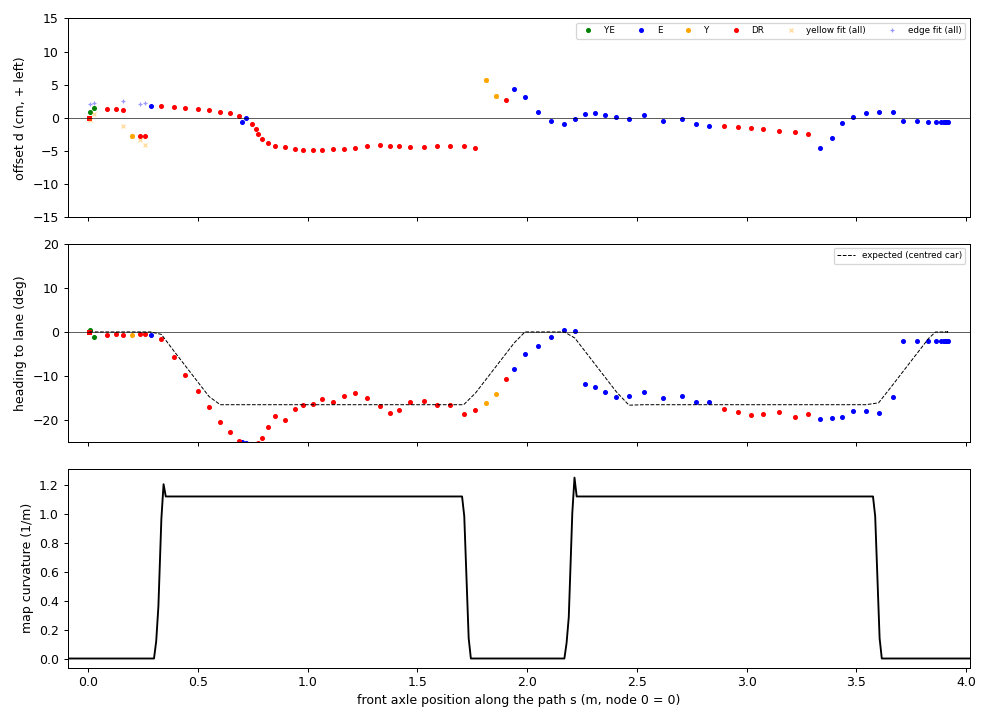 15
10
5
0
−5
−10
−15
offset d (cm, + left)
YE
E
Y
DR
yellow fit (all)
edge fit (all)
20
10
0
−10
−20
heading to lane (deg)
expected (centred car)
1.2
1.0
0.8
0.6
0.4
0.2
0.0
map curvature (1/m)
0.0 0.5 1.0 1.5 2.0 2.5 3.0 3.5 4.0
front axle position along the path s (m, node 0 = 0)